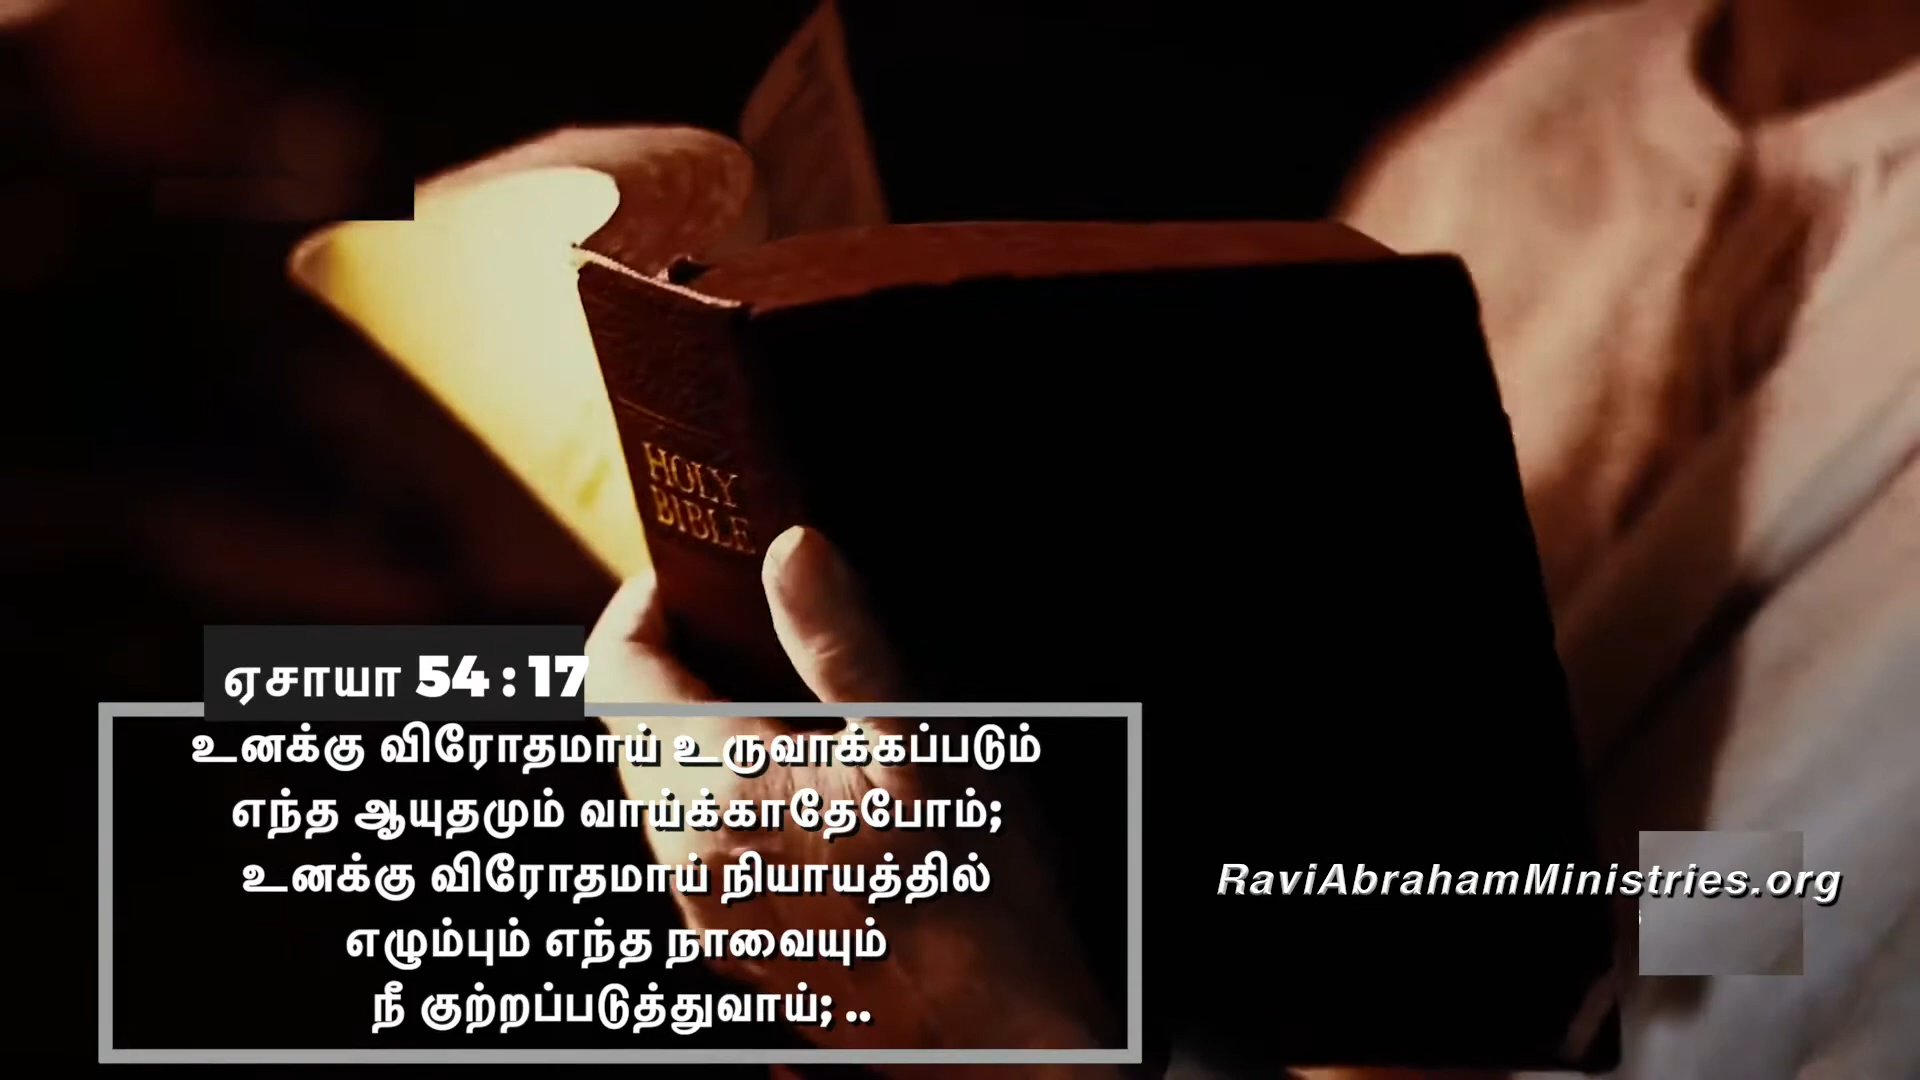 HOLY
BIBLE
ஏசாயா 54 : 17
உனக்கு விரோதமாய் உருவாக்கப்படும்
எந்த ஆயுதமும் வாய்க்காதேபோம்;
உனக்கு விரோதமாய் நியாயத்தில்
எழும்பும் எந்த நாவையும்
நீ குற்றப்படுத்துவாய்; ..
RaviAbrahamMinistries.org